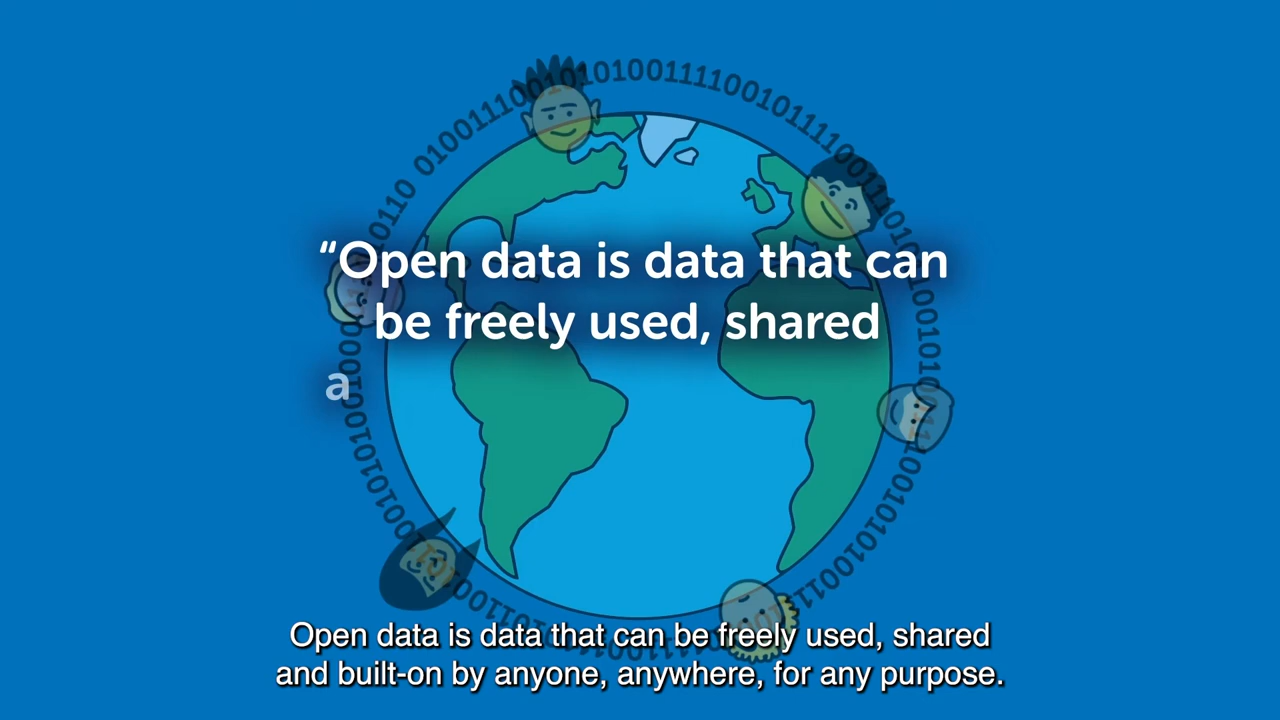 “Open data is data that can
be freely used, shared
a
Open data is data that can be freely used, shared
and built-on by anyone, anywhere, for any purpose.